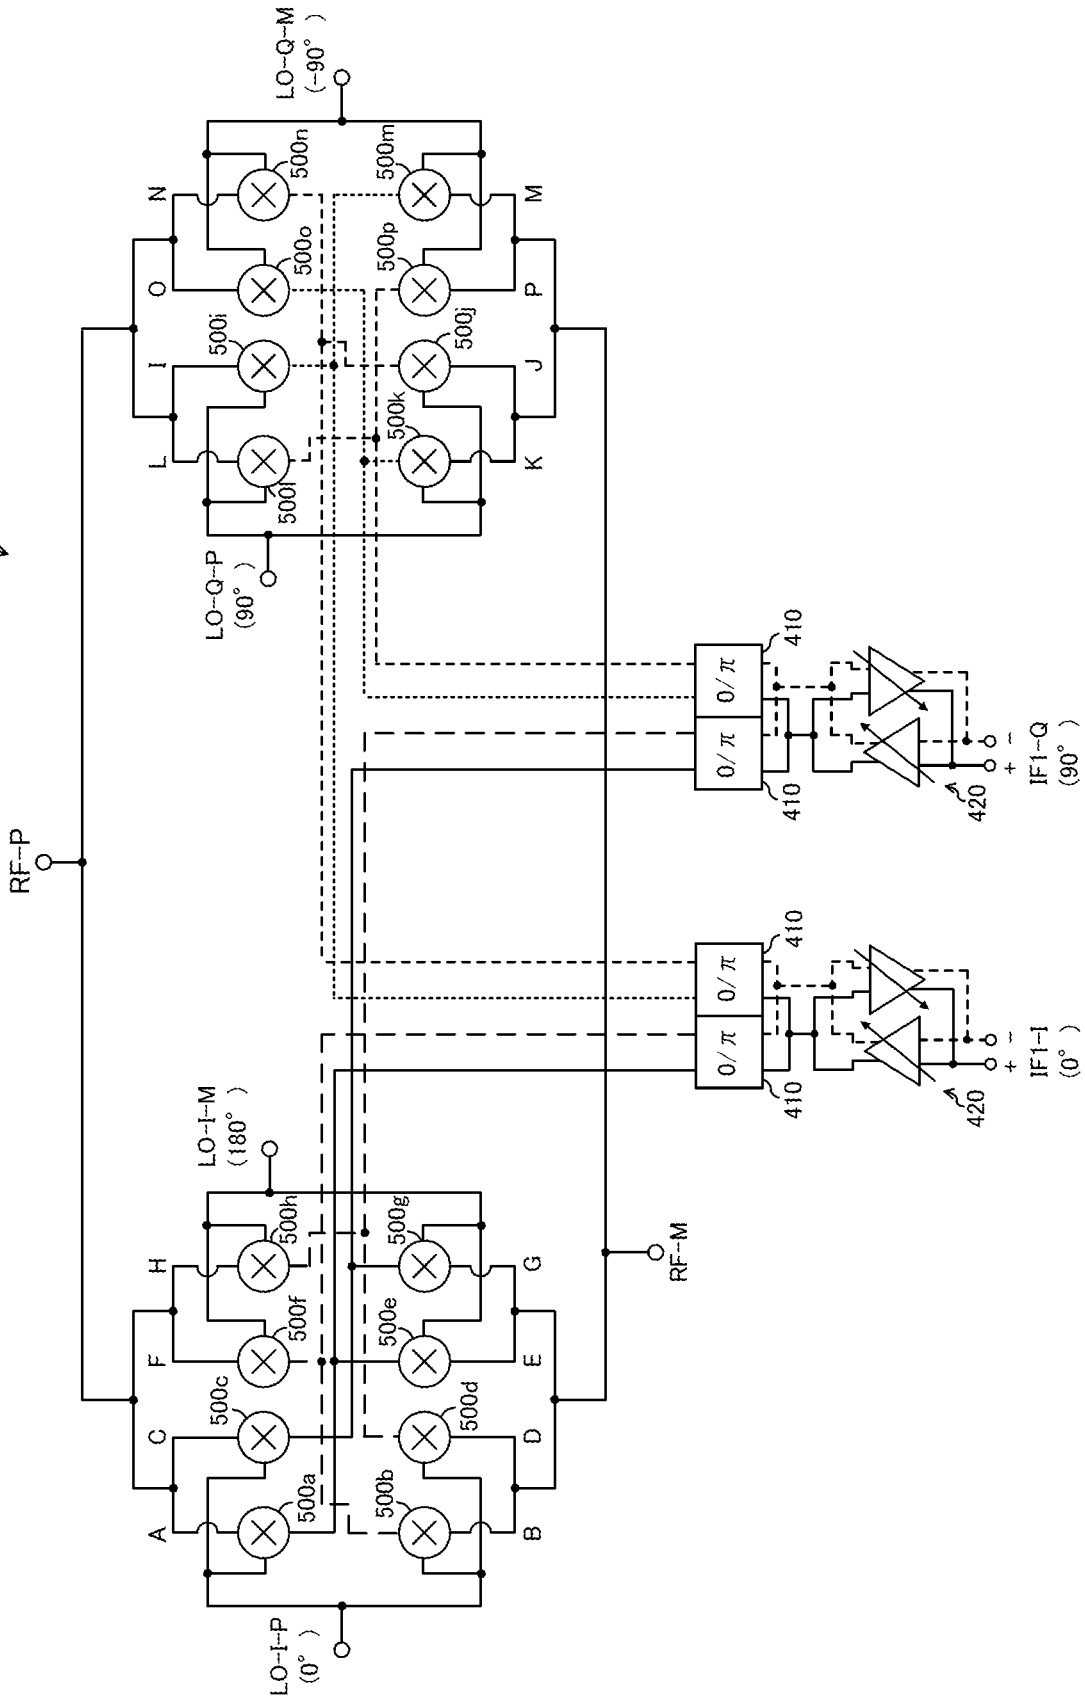 RF-P
LO-Q-M
(-90°)
N
500n
O
500o
I
500i
L
500l
500m
M
500p
P
500j
J
500k
K
LO-Q-P
(90°)
LO-I-M
(180°)
H
500h
F
500f
C
500c
A
500a
500g
G
500e
E
500d
D
500b
B
LO-I-P
(0°)
RF-M
410
0/π
0/π
410
420
+ -
IF1-Q
(90°)
410
0/π
0/π
410
420
+ -
IF1-I
(0°)